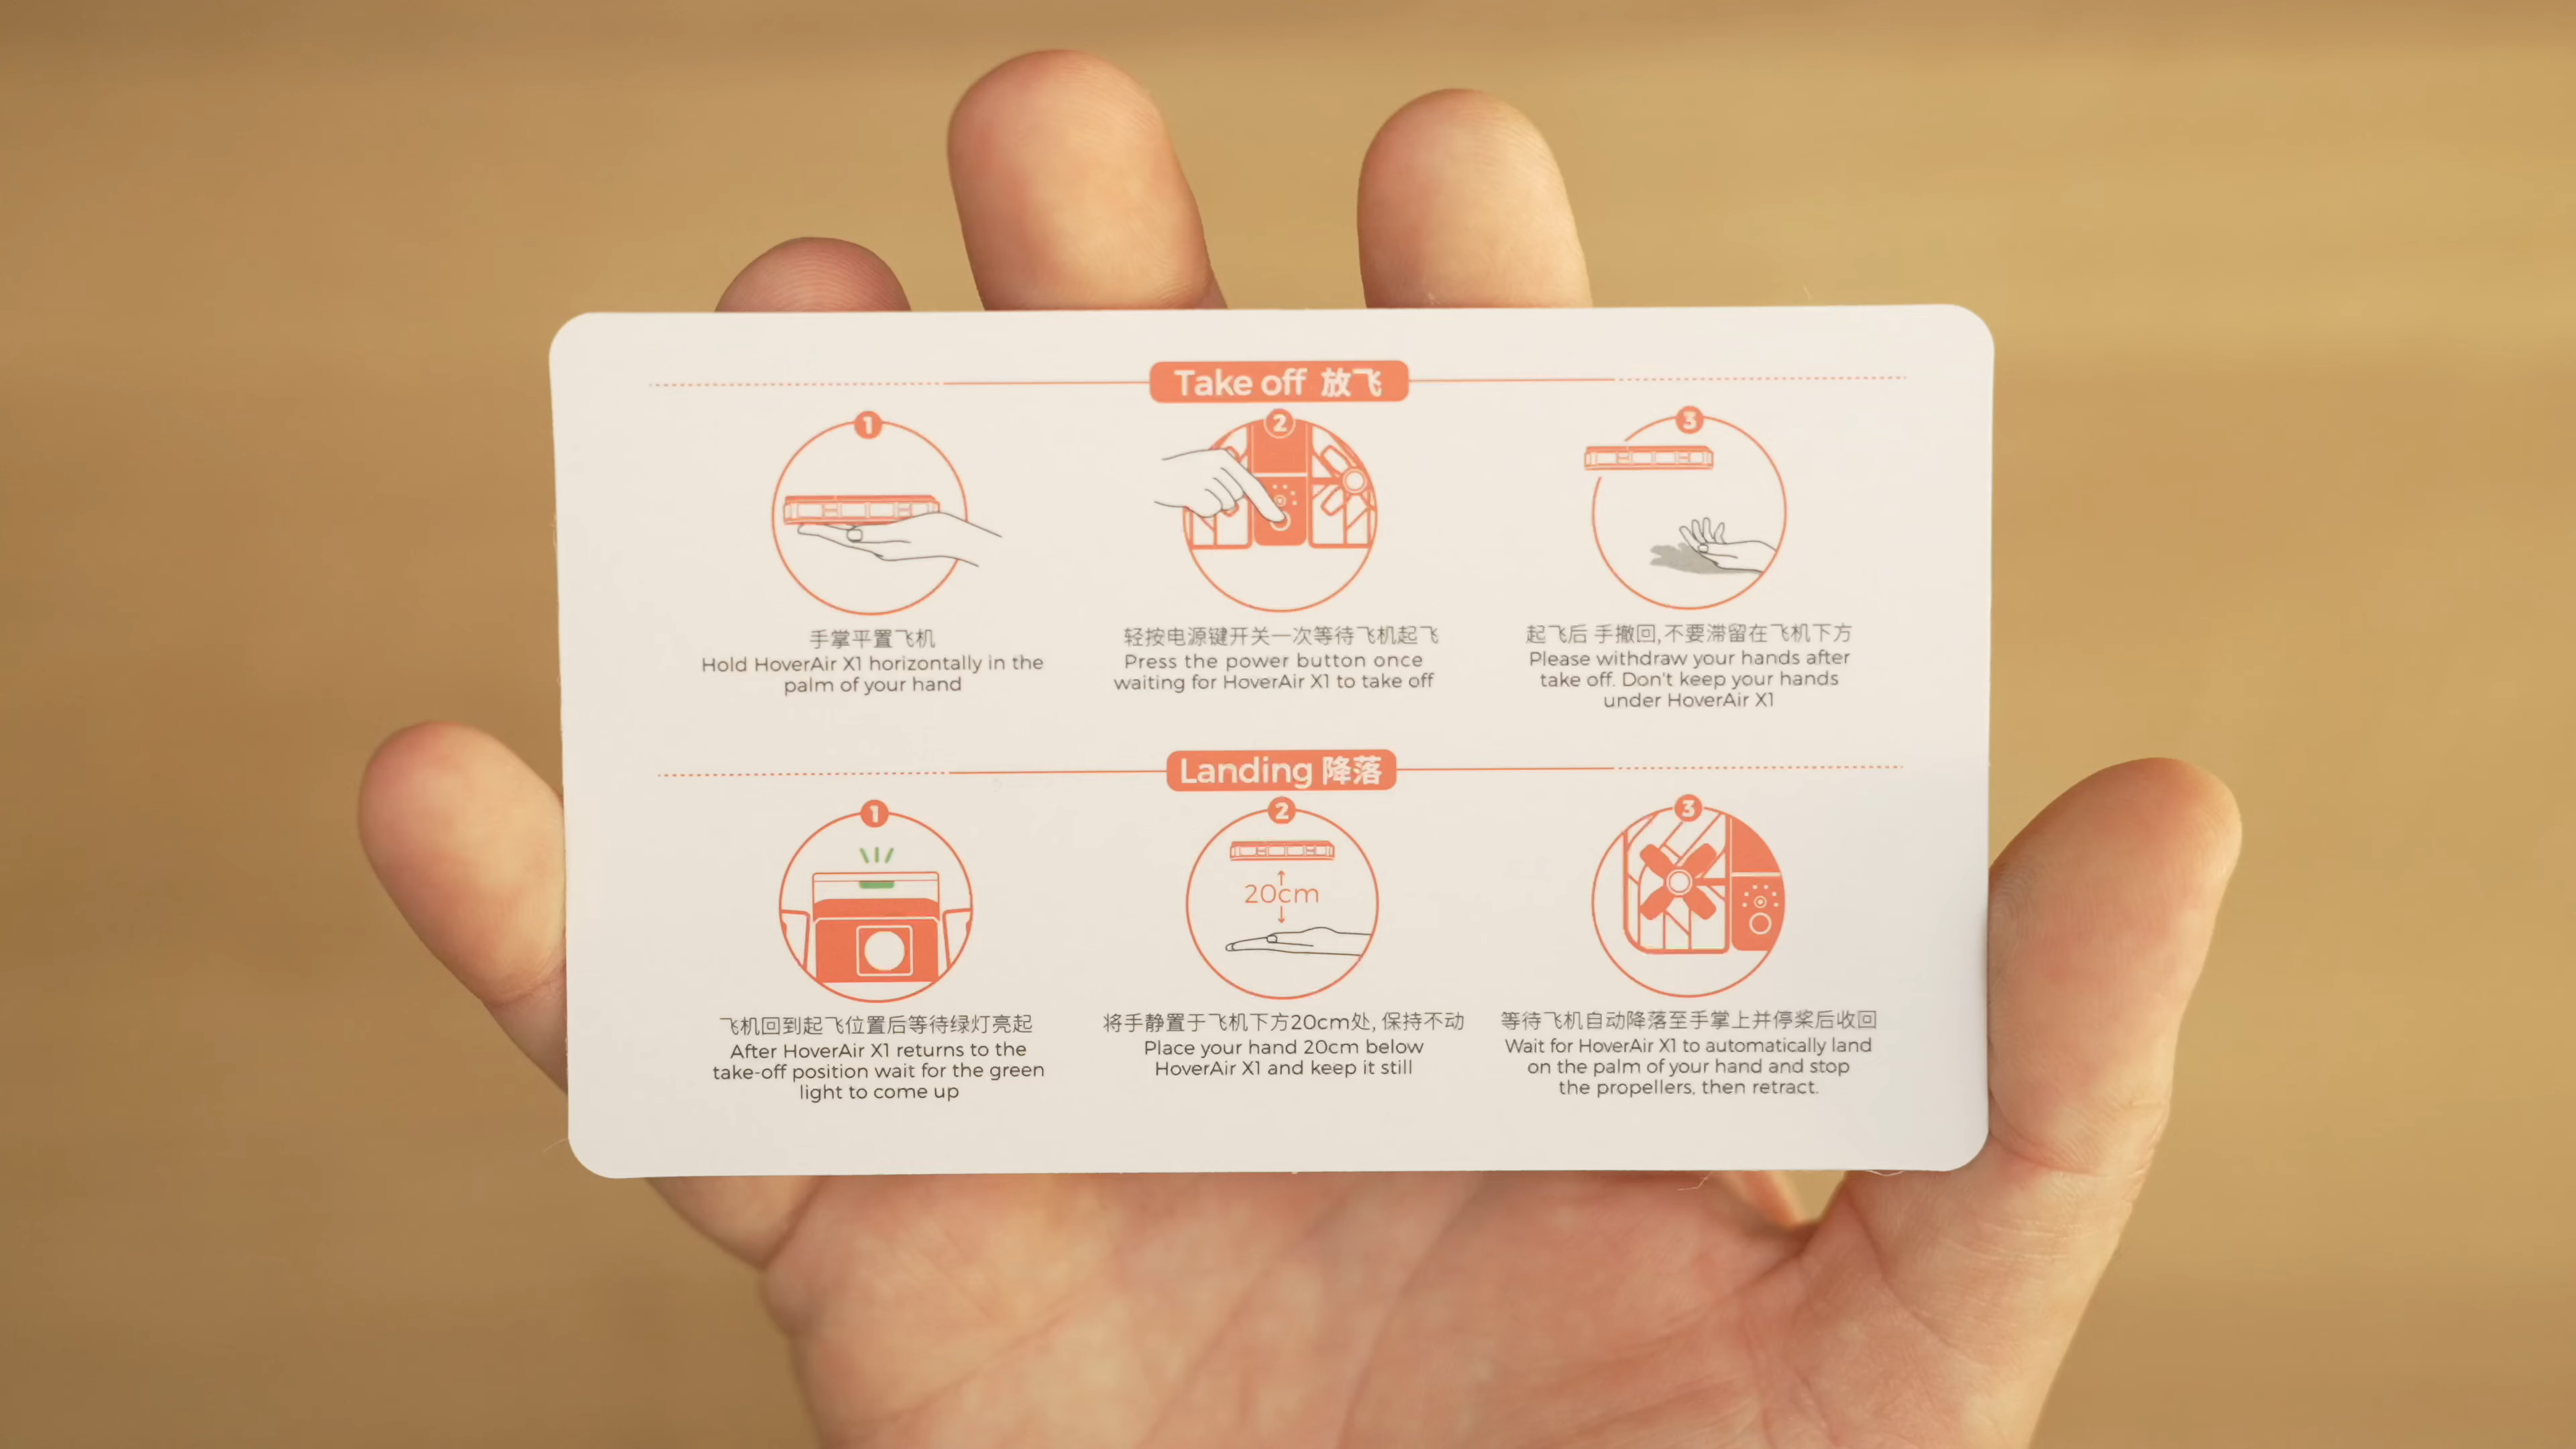 Take off 放飞
1
手掌平置飞机
Hold HoverAir X1 horizontally in the
palm of your hand
2
轻按电源键开关一次等待飞机起飞
Press the power button once
waiting for HoverAir X1 to take off
3
起飞后 手撤回,不要滞留在飞机下方
Please withdraw your hands after
take off. Don't keep your hands
under HoverAir X1
Landing 降落
1
飞机回到起飞位置后等待绿灯亮起
After HoverAir X1 returns to the
take-off position wait for the green
light to come up
2
20cm
将手静置于飞机下方20cm处, 保持不动
Place your hand 20cm below
HoverAir X1 and keep it still
3
等待飞机自动降落至手掌上并停桨后收回
Wait for HoverAir X1 to automatically land
on the palm of your hand and stop
the propellers, then retract.